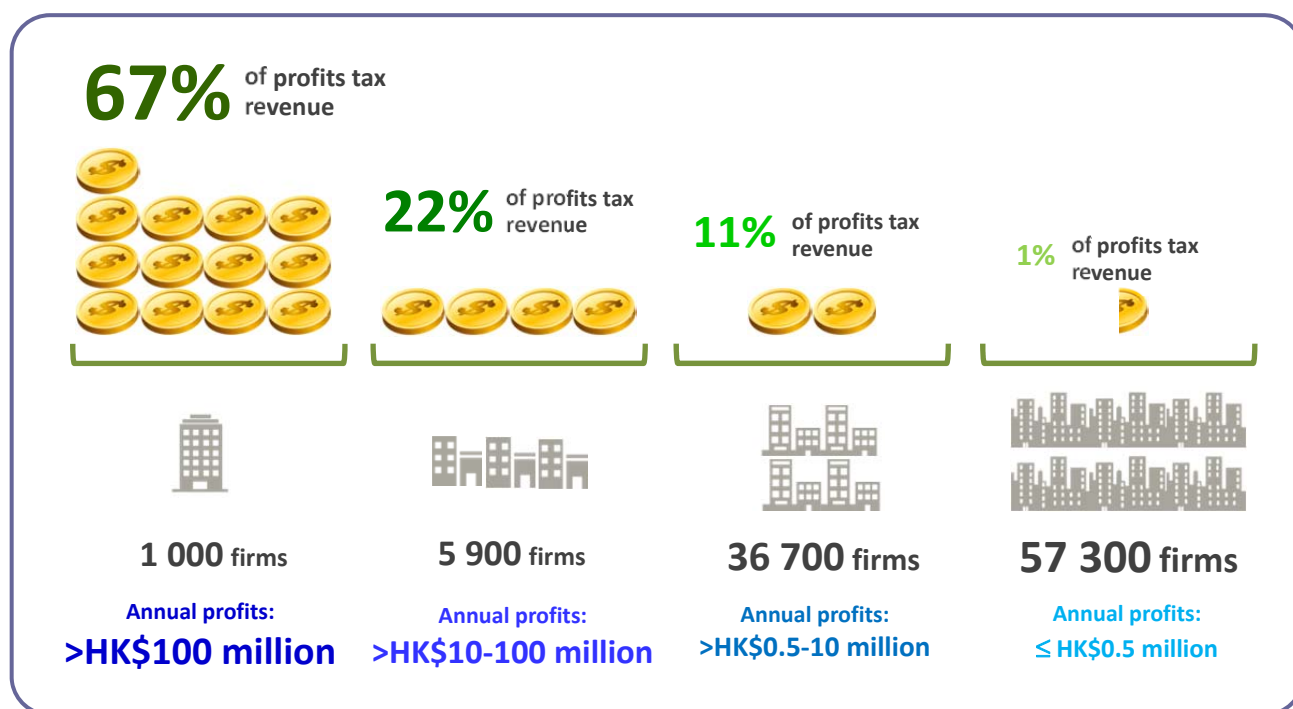 67% of profits tax
revenue
22% of profits tax
revenue
11% of profits tax
revenue
1% of profits tax
revenue
1 000 firms
Annual profits:
>HK$100 million
5 900 firms
Annual profits:
>HK$10-100 million
36 700 firms
Annual profits:
>HK$0.5-10 million
57 300 firms
Annual profits:
≤ HK$0.5 million